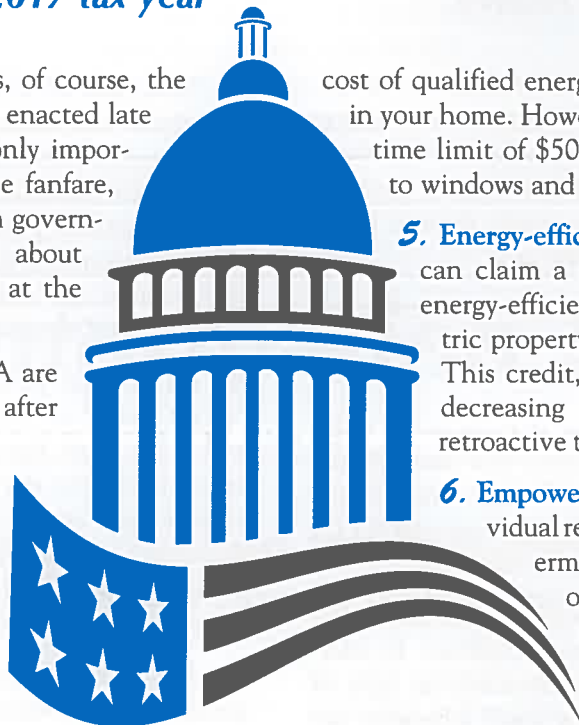 2017 tax year
s, of course, the
enacted late
only impor-
e fanfare,
n govern-
about
at the
A are
after
cost of qualified energ
in your home. Howe
time limit of $50
to windows and
5. Energy-effic
can claim a
energy-efficie
tric property
This credit,
decreasing
retroactive t
6. Empowe
vidual re
erm
o